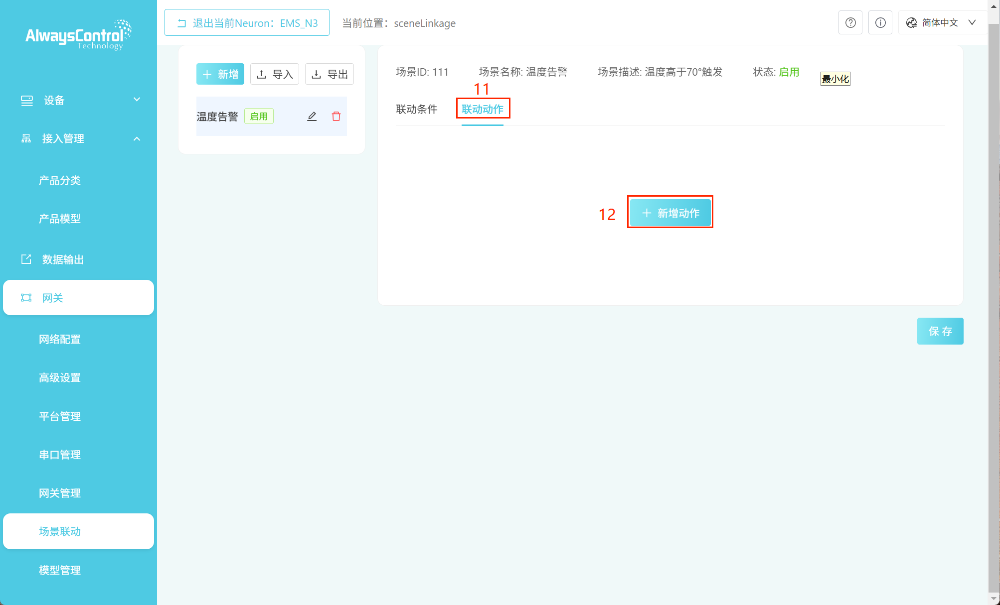 AlwaysControl
Technology
退出当前Neuron：EMS_N3
当前位置：sceneLinkage
简体中文
设备
接入管理
产品分类
产品模型
数据输出
网关
网络配置
高级设置
平台管理
串口管理
网关管理
场景联动
模型管理
新增
导入
导出
温度告警
启用
场景ID: 111
场景名称: 温度告警
场景描述: 温度高于70°触发
状态: 启用
最小化
11
联动条件
联动动作
12
新增动作
保 存